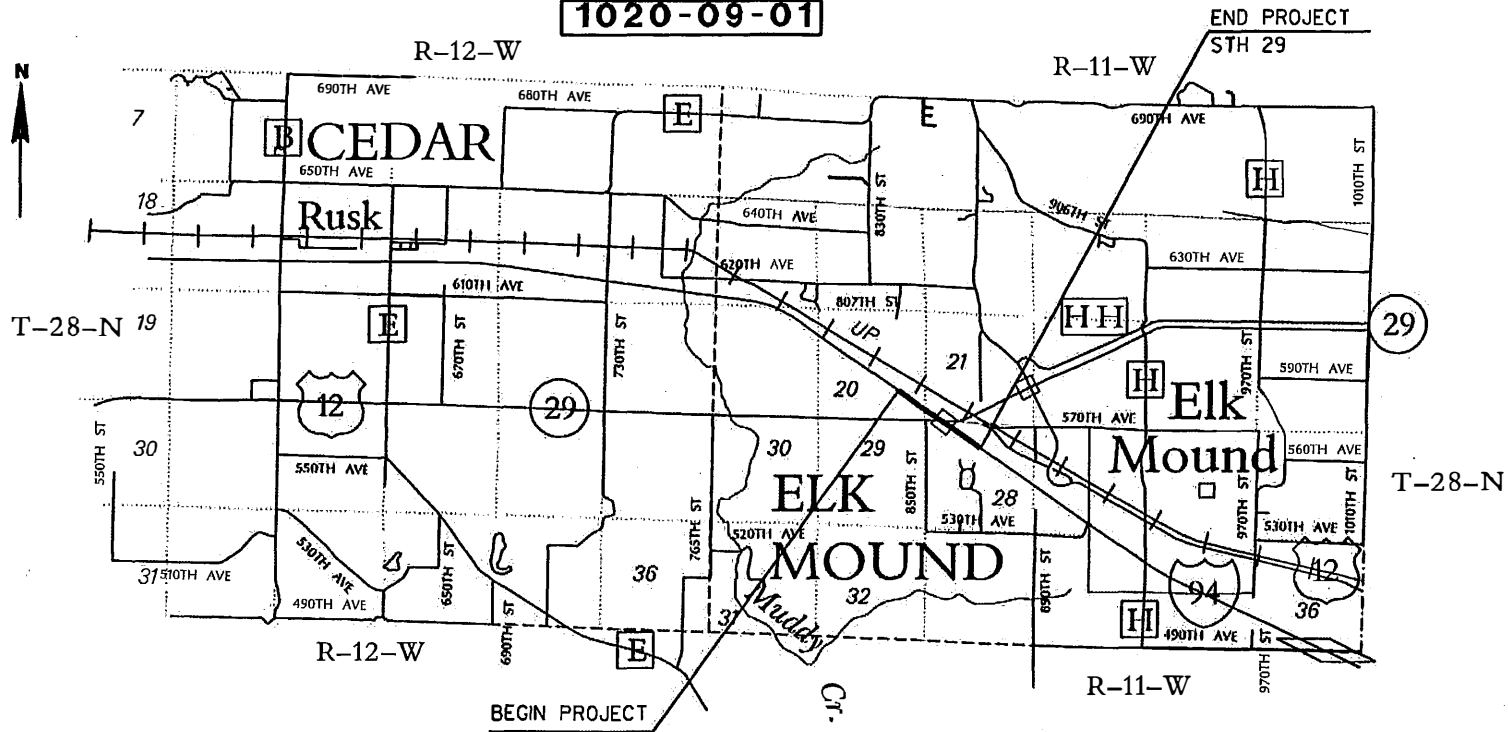 1020-09-01
END PROJECT
STH 29
R-12-W
R-11-W
N
690TH AVE
680TH AVE
E
E
690TH AVE
7
B
CEDAR
650TH AVE
H
1010TH ST
18
Rusk
640TH AVE
830TH ST
906TH ST
620TH AVE
630TH AVE
610TH AVE
807TH ST
HH
T-28-N
19
E
670TH ST
730TH ST
UP
21
29
970TH ST
590TH AVE
20
12
29
H
Elk
Mound
570TH AVE
550TH ST
30
550TH AVE
30
29
560TH AVE
T-28-N
ELK
MOUND
850TH ST
28
530TH AVE
970TH ST
530TH AVE
1010TH ST
765TH ST
520TH AVE
530TH AVE
31
510TH AVE
650TH ST
36
32
890TH ST
94
12
36
490TH AVE
690TH ST
31
Muddy
Cr.
H
490TH AVE
970TH ST
R-12-W
E
R-11-W
BEGIN PROJECT